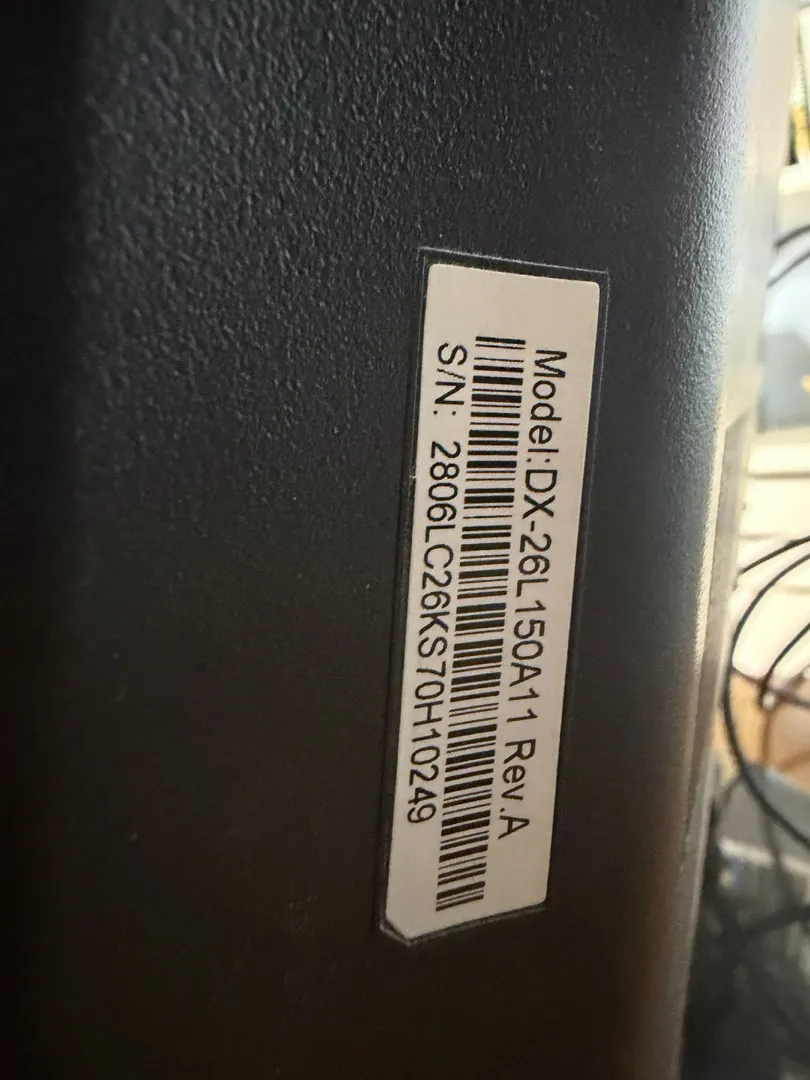 Model:DX-26L150A11 Rev.A
S/N: 2806LC26KS70H10249